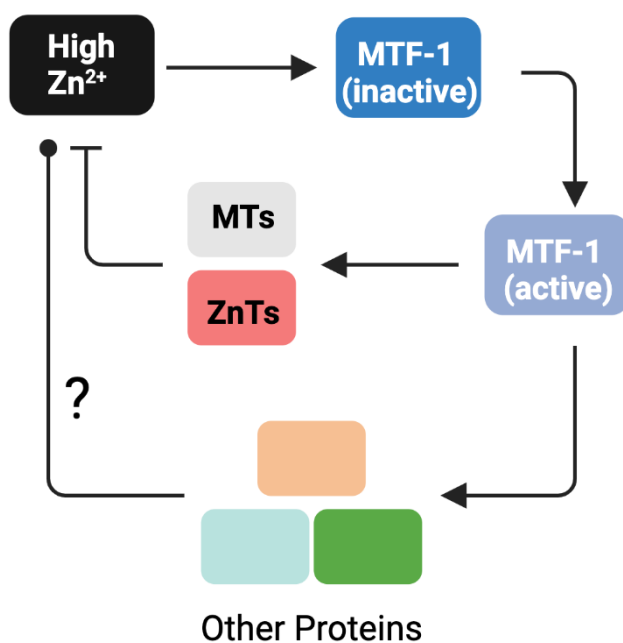 High
Zn²⁺
MTF-1
(inactive)
MTs
MTF-1
(active)
ZnTs
?
Other Proteins